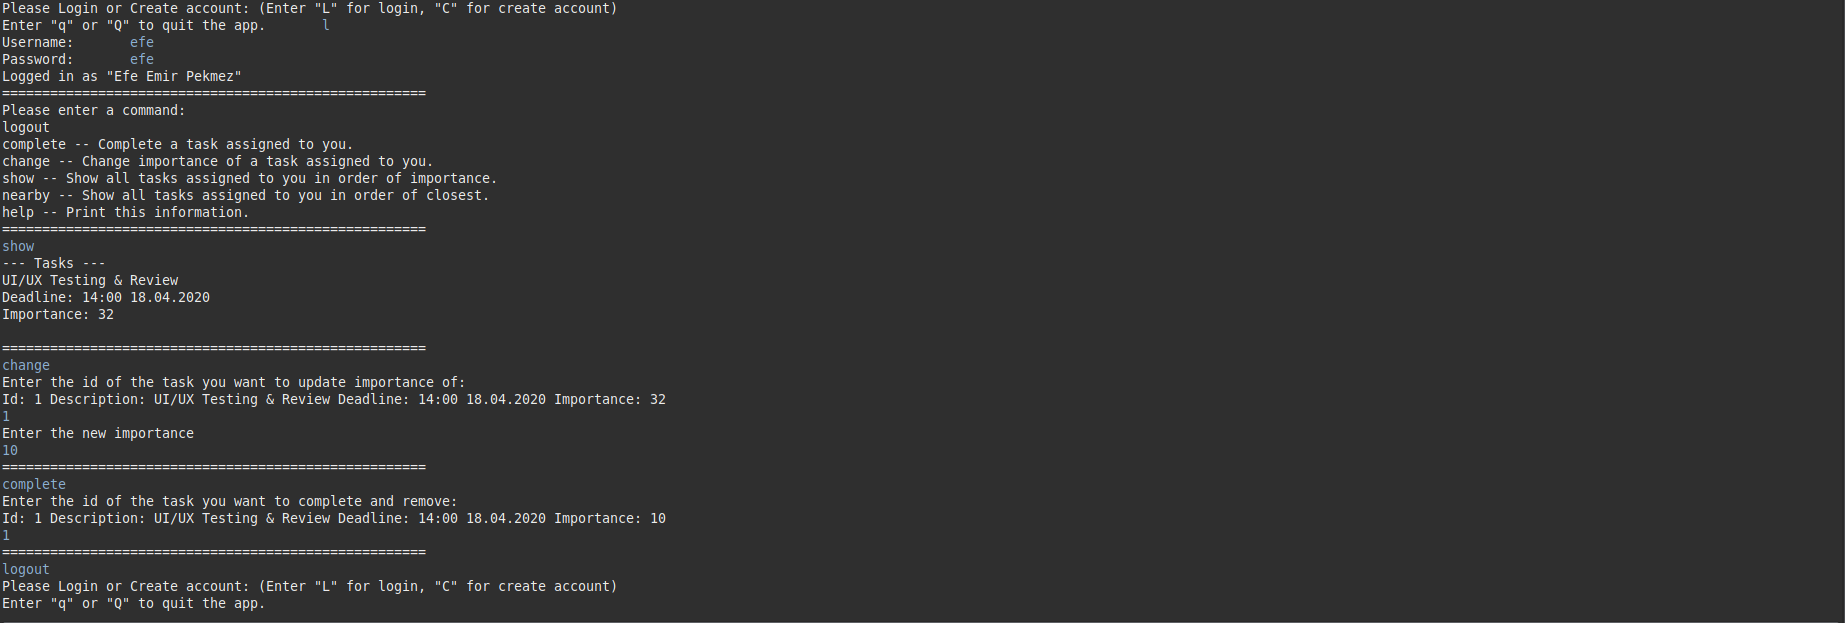 Please Login or Create account: (Enter "L" for login, "C" for create account)
Enter "q" or "Q" to quit the app. l
Username: efe
Password: efe
Logged in as "Efe Emir Pekmez"
=====================================================
Please enter a command:
logout
complete -- Complete a task assigned to you.
change -- Change importance of a task assigned to you.
show -- Show all tasks assigned to you in order of importance.
nearby -- Show all tasks assigned to you in order of closest.
help -- Print this information.
=====================================================
show
--- Tasks ---
UI/UX Testing & Review
Deadline: 14:00 18.04.2020
Importance: 32
=====================================================
change
Enter the id of the task you want to update importance of:
Id: 1 Description: UI/UX Testing & Review Deadline: 14:00 18.04.2020 Importance: 32
1
Enter the new importance
10
=====================================================
complete
Enter the id of the task you want to complete and remove:
Id: 1 Description: UI/UX Testing & Review Deadline: 14:00 18.04.2020 Importance: 10
1
=====================================================
logout
Please Login or Create account: (Enter "L" for login, "C" for create account)
Enter "q" or "Q" to quit the app.